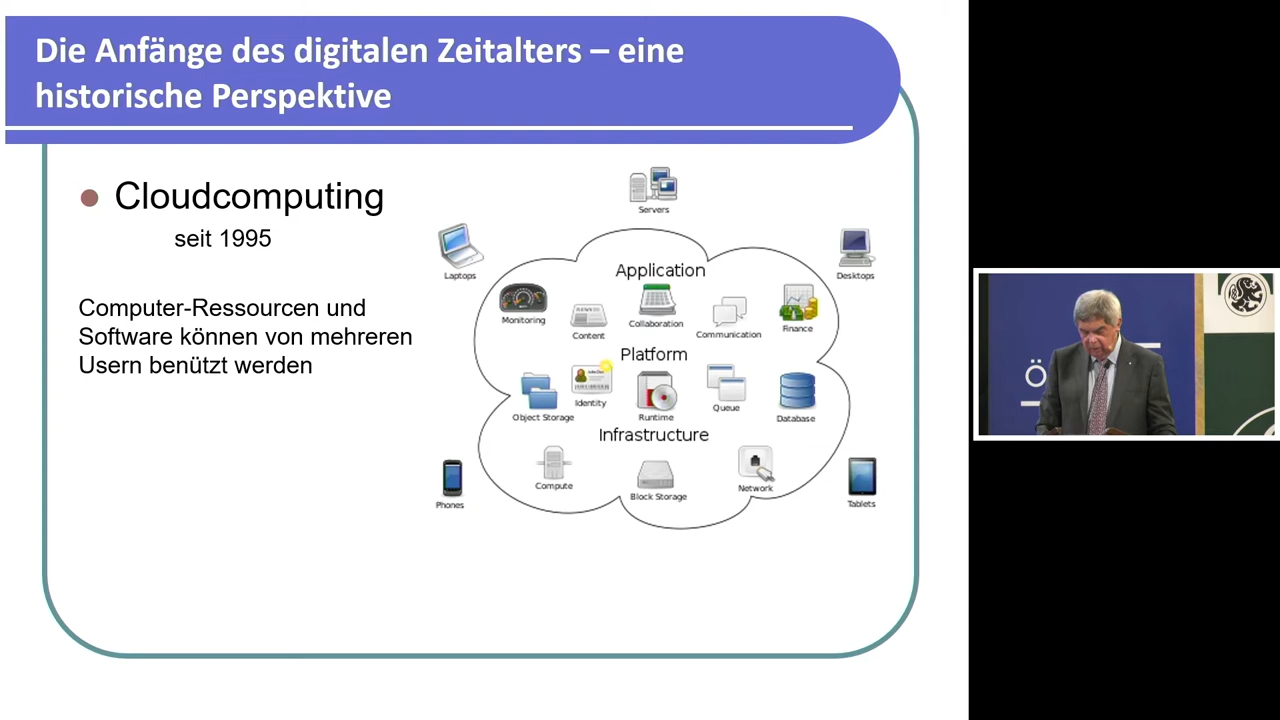 Die Anfänge des digitalen Zeitalters – eine
historische Perspektive
Cloudcomputing
seit 1995
Computer-Ressourcen und
Software können von mehreren
Usern benützt werden
Servers
Laptops
Desktops
Application
Monitoring
Content
Collaboration
Communication
Finance
Platform
Object Storage
Identity
Runtime
Queue
Database
Infrastructure
Compute
Block Storage
Network
Phones
Tablets
Ö